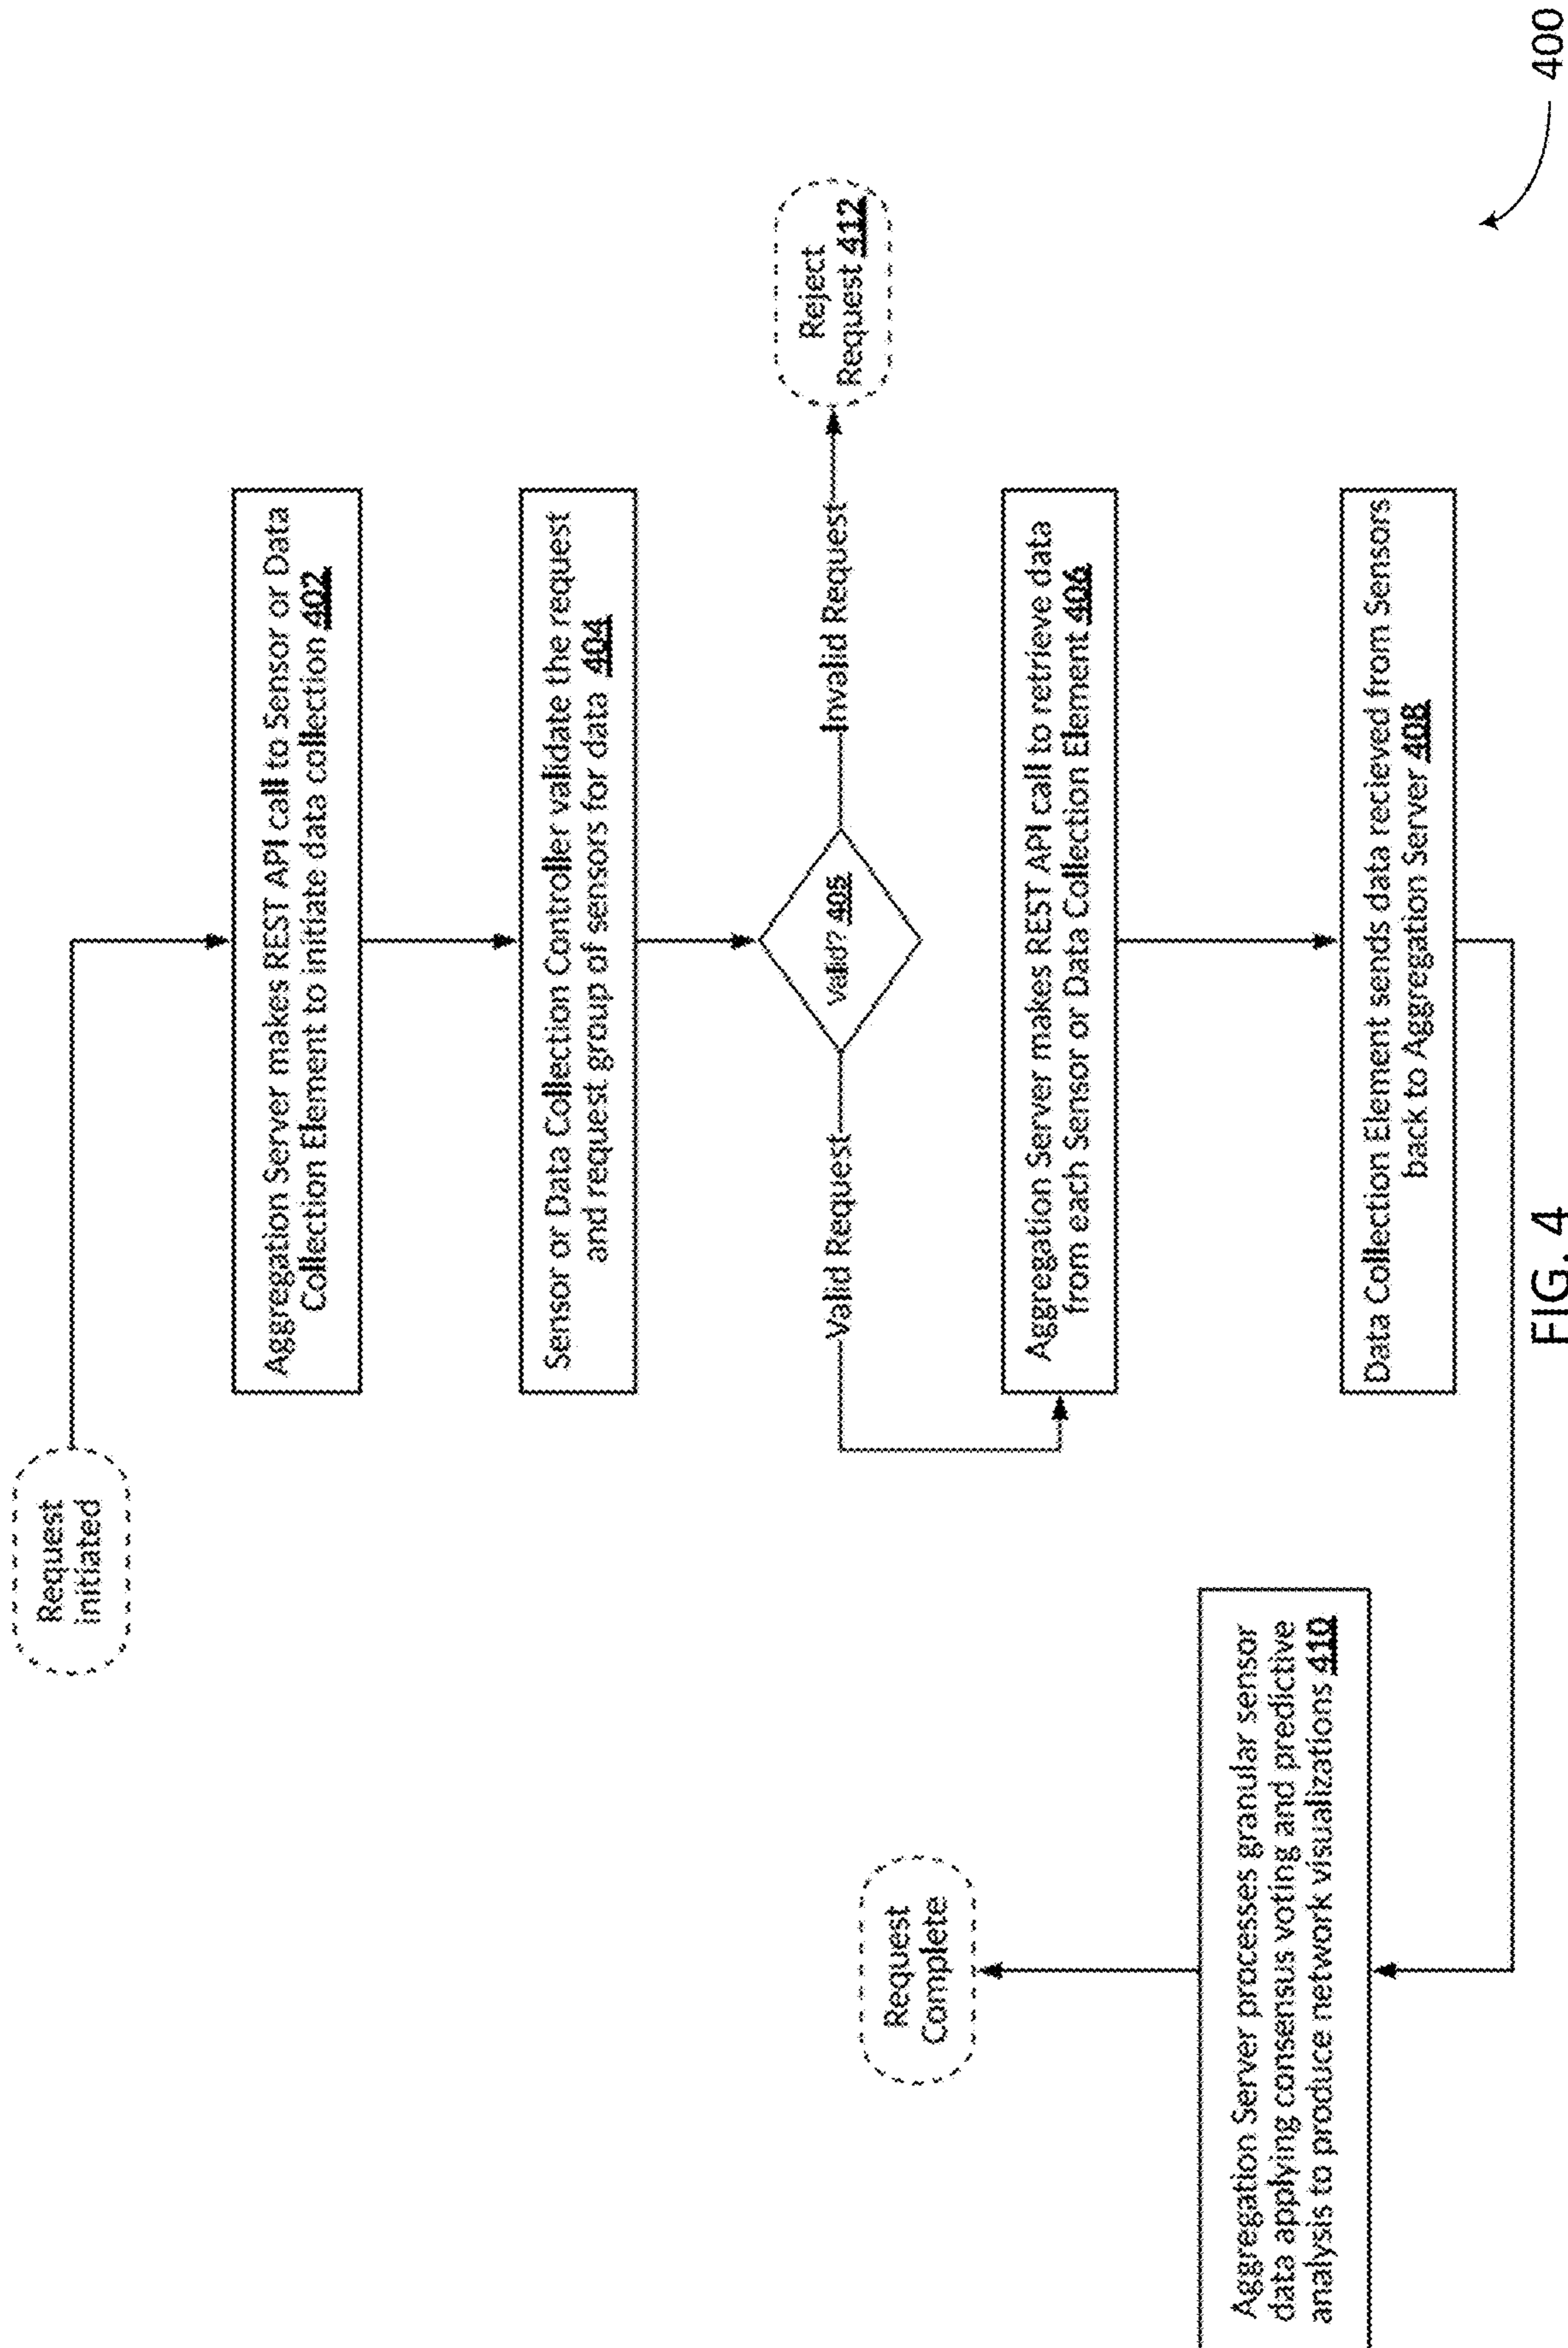 Request
initiated
Aggregation Server makes REST API call to Sensor or Data
Collection Element to initiate data collection 402
Sensor or Data Collection Controller validate the request
and request group of sensors for data 404
Valid? 405
Valid Request
Invalid Request
Reject
Request 412
Aggregation Server makes REST API call to retrieve data
from each Sensor or Data Collection Element 406
Data Collection Element sends data recieved from Sensors
back to Aggregation Server 408
Aggregation Server processes granular sensor
data applying consensus voting and predictive
analysis to produce network visualizations 410
Request
Complete
FIG. 4
400